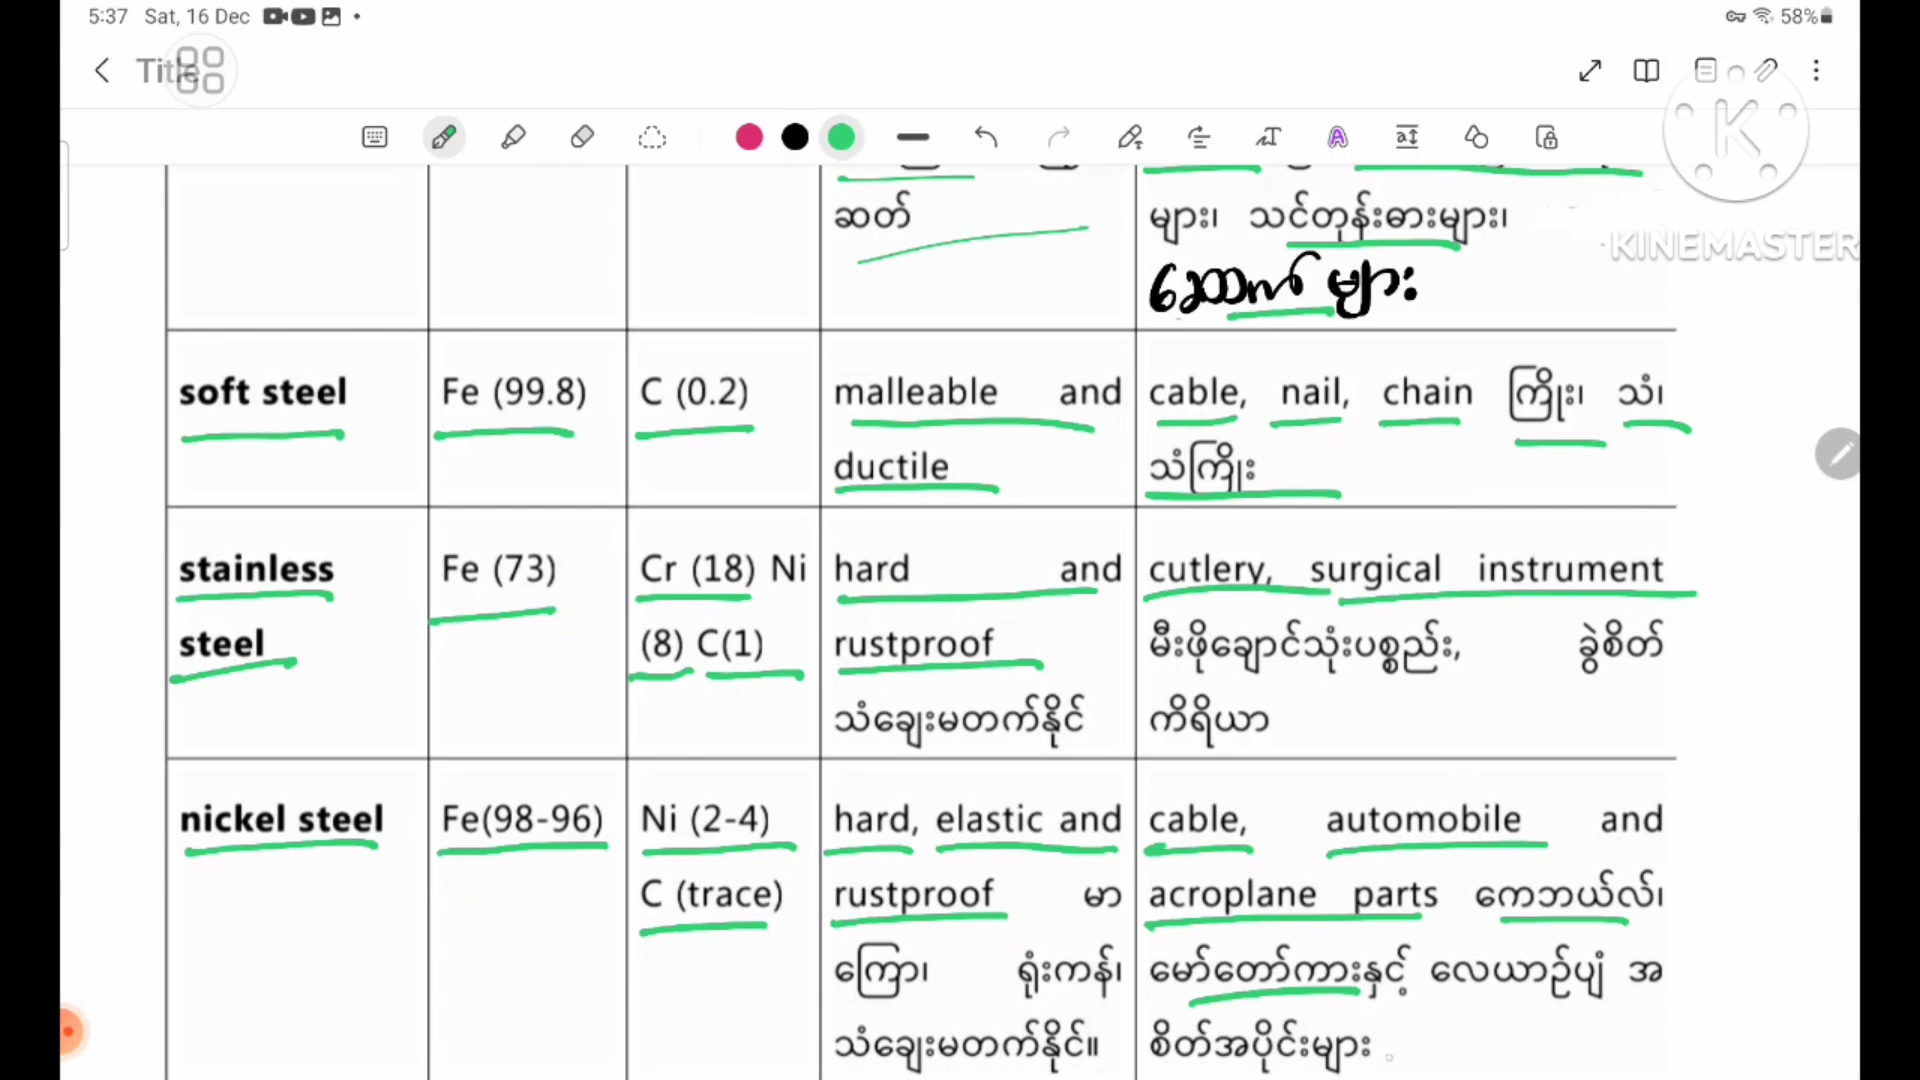 5:37 Sat, 16 Dec
58%
Title
KINEMASTER
ဆတ်
များ၊ သင်တုန်းဓားများ၊
ဆောက် များ
soft steel
Fe (99.8)
C (0.2)
malleable and
ductile
cable, nail, chain ကြိုး၊ သံ၊
သံကြိုး
stainless
steel
Fe (73)
Cr (18) Ni
(8) C(1)
hard and
rustproof
သံချေးမတက်နိုင်
cutlery, surgical instrument
မီးဖိုချောင်သုံးပစ္စည်း, ခွဲစိတ်
ကိရိယာ
nickel steel
Fe(98-96)
Ni (2-4)
C (trace)
hard, elastic and
rustproof မာ
ကြော၊ ရုံးကန်၊
သံချေးမတက်နိုင်။
cable, automobile and
acroplane parts ကေဘယ်လ်၊
မော်တော်ကားနှင့် လေယာဉ်ပျံ အ
စိတ်အပိုင်းများ